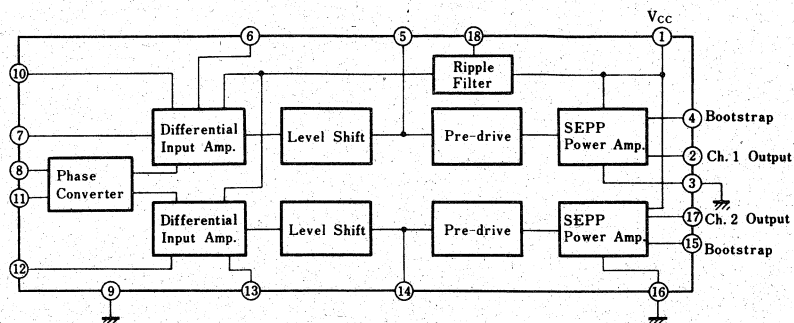 Vcc
6
5
18
1
10
Ripple
Filter
4 Bootstrap
7
Differential
Input Amp.
Level Shift
Pre-drive
SEPP
Power Amp.
2 Ch. 1 Output
8
Phase
Converter
3
11
Differential
Input Amp.
Level Shift
Pre-drive
SEPP
Power Amp.
17 Ch. 2 Output
15 Bootstrap
12
9
13
14
16